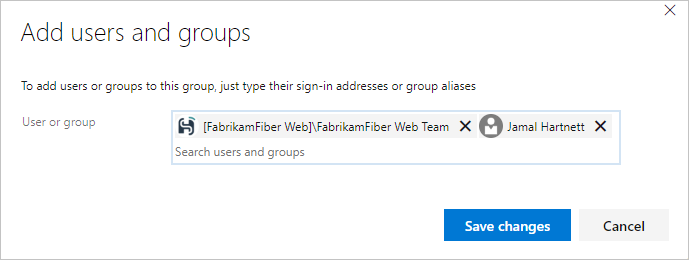 Add users and groups
To add users or groups to this group, just type their sign-in addresses or group aliases
User or group
[FabrikamFiber Web]\FabrikamFiber Web Team Jamal Hartnett
Search users and groups
Save changes Cancel